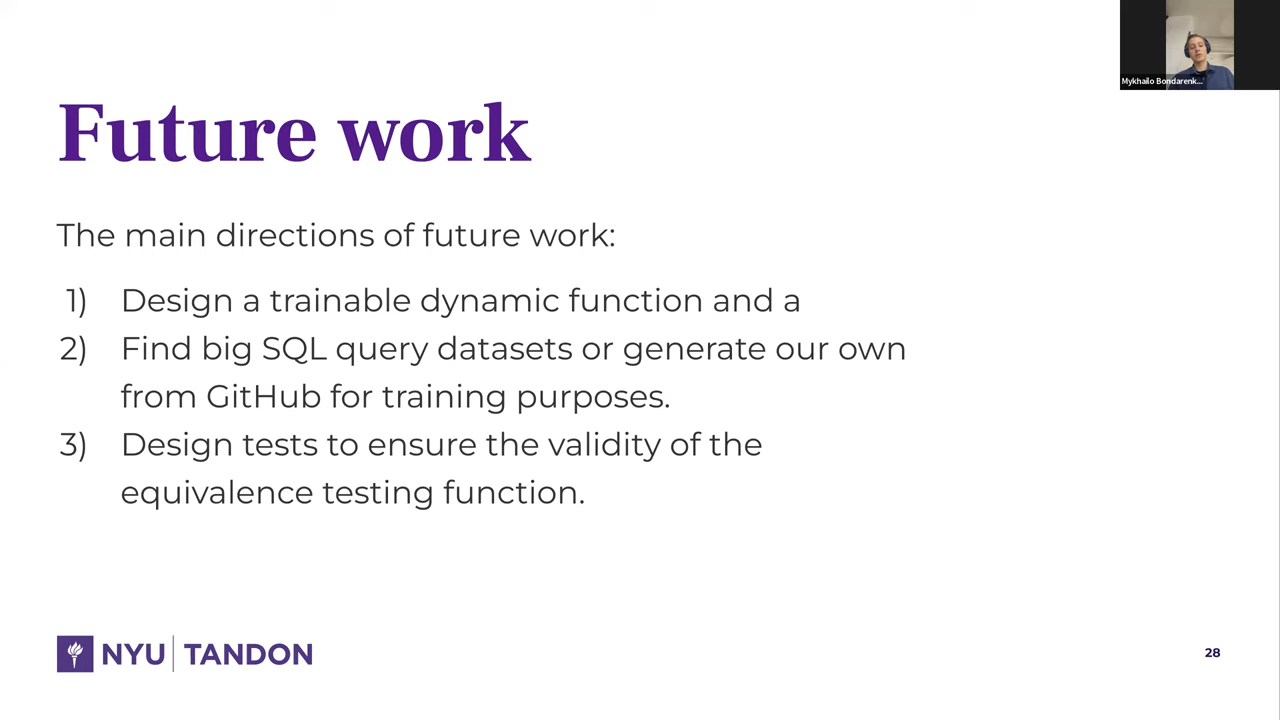 Mykhailo Bondarenk...
Future work
The main directions of future work:
1) Design a trainable dynamic function and a
2) Find big SQL query datasets or generate our own
from GitHub for training purposes.
3) Design tests to ensure the validity of the
equivalence testing function.
NYU TANDON
28